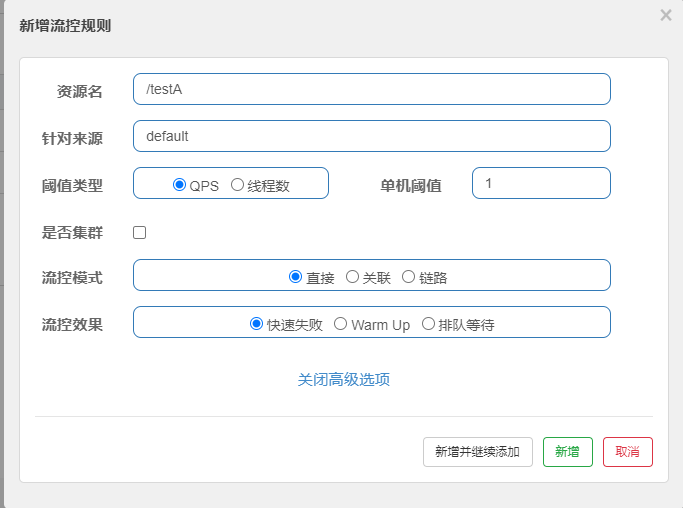 新增流控规则
资源名 /testA
针对来源 default
阈值类型 QPS 线程数 单机阈值 1
是否集群
流控模式 直接 关联 链路
流控效果 快速失败 Warm Up 排队等待
关闭高级选项
新增并继续添加 新增 取消